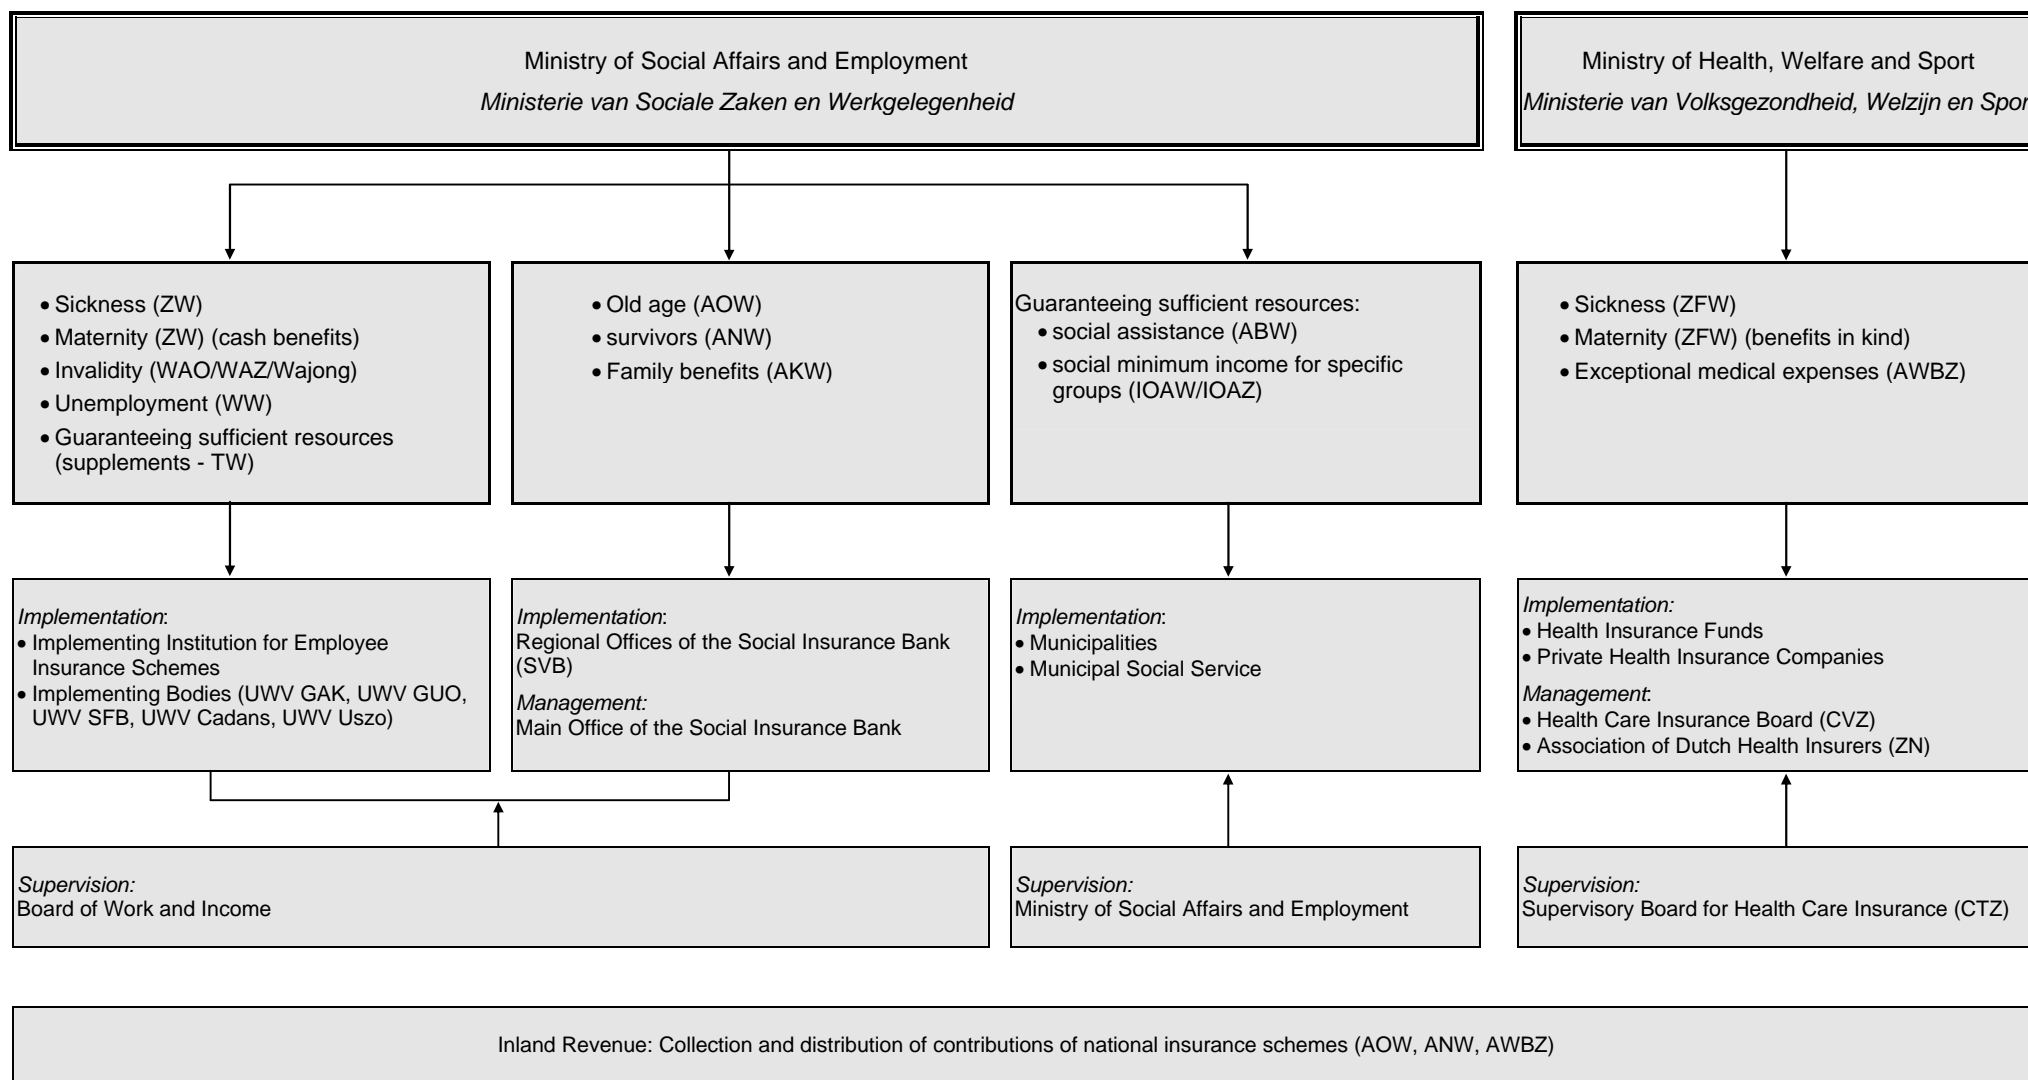 Ministry of Social Affairs and Employment
Ministerie van Sociale Zaken en Werkgelegenheid
Ministry of Health, Welfare and Sport
Ministerie van Volksgezondheid, Welzijn en Spor
• Sickness (ZW)
• Maternity (ZW) (cash benefits)
• Invalidity (WAO/WAZ/Wajong)
• Unemployment (WW)
• Guaranteeing sufficient resources
(supplements - TW)
• Old age (AOW)
• survivors (ANW)
• Family benefits (AKW)
Guaranteeing sufficient resources:
• social assistance (ABW)
• social minimum income for specific
groups (IOAW/IOAZ)
• Sickness (ZFW)
• Maternity (ZFW) (benefits in kind)
• Exceptional medical expenses (AWBZ)
Implementation:
• Implementing Institution for Employee
Insurance Schemes
• Implementing Bodies (UWV GAK, UWV GUO,
UWV SFB, UWV Cadans, UWV Uszo)
Implementation:
Regional Offices of the Social Insurance Bank
(SVB)
Management:
Main Office of the Social Insurance Bank
Implementation:
• Municipalities
• Municipal Social Service
Implementation:
• Health Insurance Funds
• Private Health Insurance Companies
Management:
• Health Care Insurance Board (CVZ)
• Association of Dutch Health Insurers (ZN)
Supervision:
Board of Work and Income
Supervision:
Ministry of Social Affairs and Employment
Supervision:
Supervisory Board for Health Care Insurance (CTZ)
Inland Revenue: Collection and distribution of contributions of national insurance schemes (AOW, ANW, AWBZ)